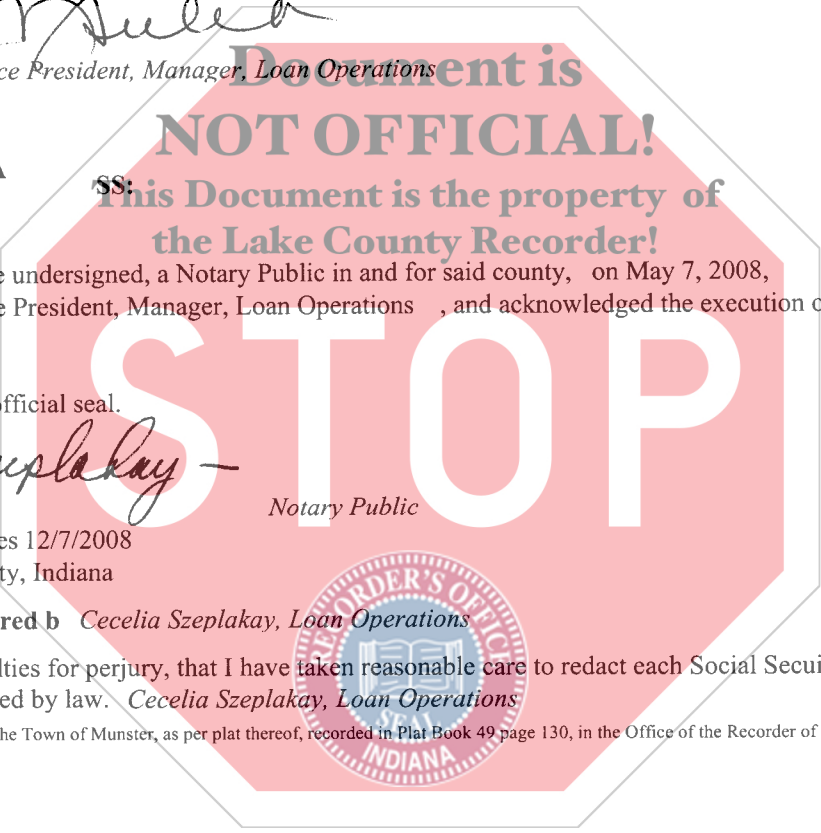 ce President, Manager, Loan Operations
Document is
NOT OFFICIAL!
SS:
This Document is the property of
the Lake County Recorder!
e undersigned, a Notary Public in and for said county, on May 7, 2008,
e President, Manager, Loan Operations , and acknowledged the execution o
STOP
official seal.
eplakay
Notary Public
es 12/7/2008
ty, Indiana
red b Cecelia Szeplakay, Loan Operations
lties for perjury, that I have taken reasonable care to redact each Social Secui
ed by law. Cecelia Szeplakay, Loan Operations
he Town of Munster, as per plat thereof, recorded in Plat Book 49 page 130, in the Office of the Recorder of
RECORDER'S OFFICE
SEAL
INDIANA